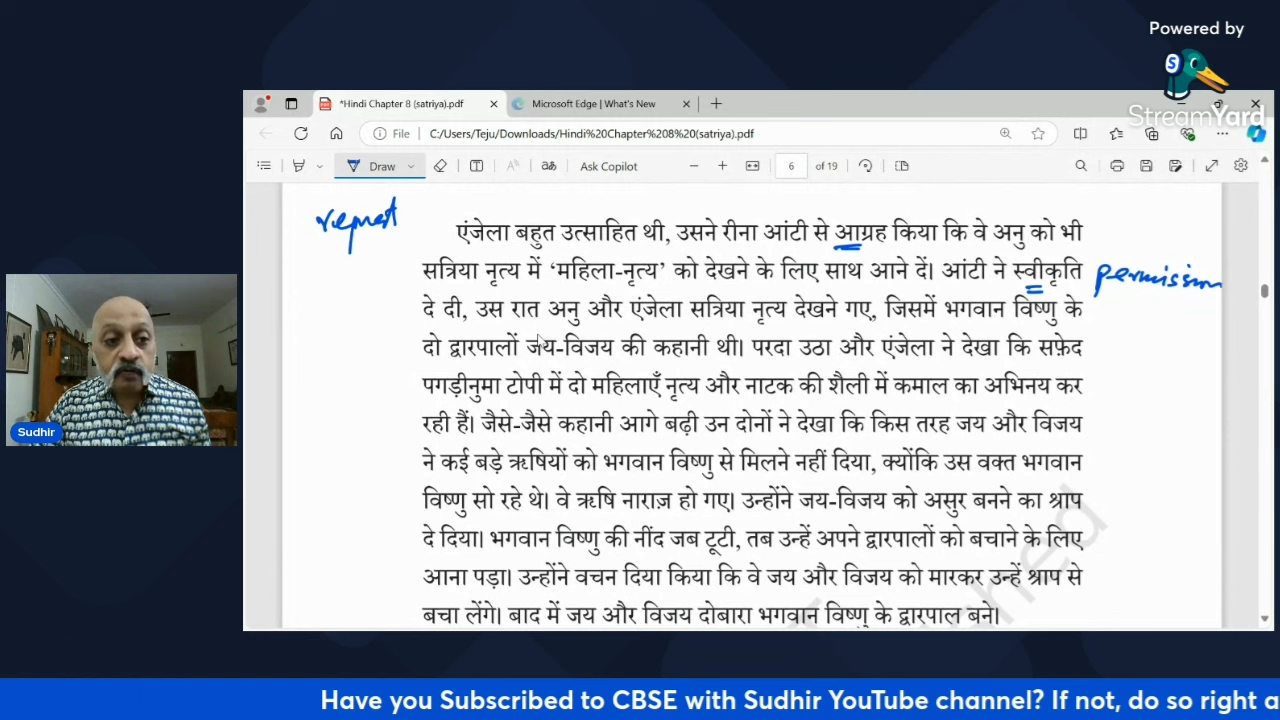 Powered by
StreamYard
*Hindi Chapter 8 (satriya).pdf
Microsoft Edge | What's New
File
C:/Users/Teju/Downloads/Hindi%20Chapter%208%20(satriya).pdf
Draw
Ask Copilot
6 of 19
एंजेला बहुत उत्साहित थी, उसने रीना आंटी से आग्रह किया कि वे अनु को भी
सत्रिया नृत्य में ‘महिला-नृत्य’ को देखने के लिए साथ आने दें। आंटी ने स्वीकृति permission
दे दी, उस रात अनु और एंजेला सत्रिया नृत्य देखने गए, जिसमें भगवान विष्णु के
दो द्वारपालों जय-विजय की कहानी थी। परदा उठा और एंजेला ने देखा कि सफ़ेद
पगड़ीनुमा टोपी में दो महिलाएँ नृत्य और नाटक की शैली में कमाल का अभिनय कर
रही हैं। जैसे-जैसे कहानी आगे बढ़ी उन दोनों ने देखा कि किस तरह जय और विजय
ने कई बड़े ऋषियों को भगवान विष्णु से मिलने नहीं दिया, क्योंकि उस वक्त भगवान
विष्णु सो रहे थे। वे ऋषि नाराज़ हो गए। उन्होंने जय-विजय को असुर बनने का श्राप
दे दिया। भगवान विष्णु की नींद जब टूटी, तब उन्हें अपने द्वारपालों को बचाने के लिए
आना पड़ा। उन्होंने वचन दिया किया कि वे जय और विजय को मारकर उन्हें श्राप से
बचा लेंगे। बाद में जय और विजय दोबारा भगवान विष्णु के द्वारपाल बने।
Sudhir
Have you Subscribed to CBSE with Sudhir YouTube channel? If not, do so right a